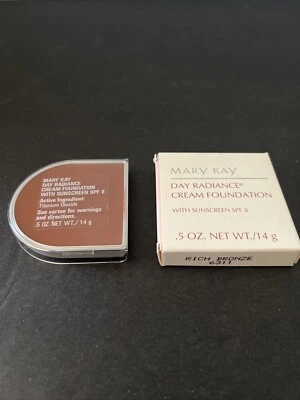 MARY KAY
DAY RADIANCE
CREAM FOUNDATION
WITH SUNSCREEN SPF 8
Active Ingredient
Titanium Dioxide
See carton for warnings
and directions.
.5 OZ. NET WT./14 g
MARY KAY
DAY RADIANCE®
CREAM FOUNDATION
WITH SUNSCREEN SPF 8
.5 OZ. NET WT./14 g
RICH BRONZE
6311